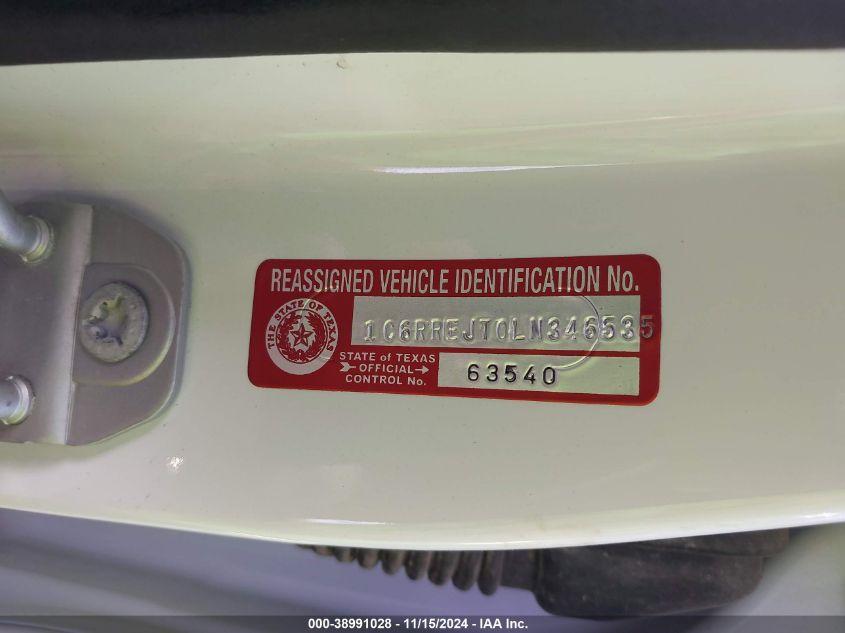 REASSIGNED VEHICLE IDENTIFICATION No.
THE STATE OF TEXAS
1C6RREJT0LN346535
STATE of TEXAS
OFFICIAL
CONTROL No.
63540
000-38991028 - 11/15/2024 - IAA Inc.